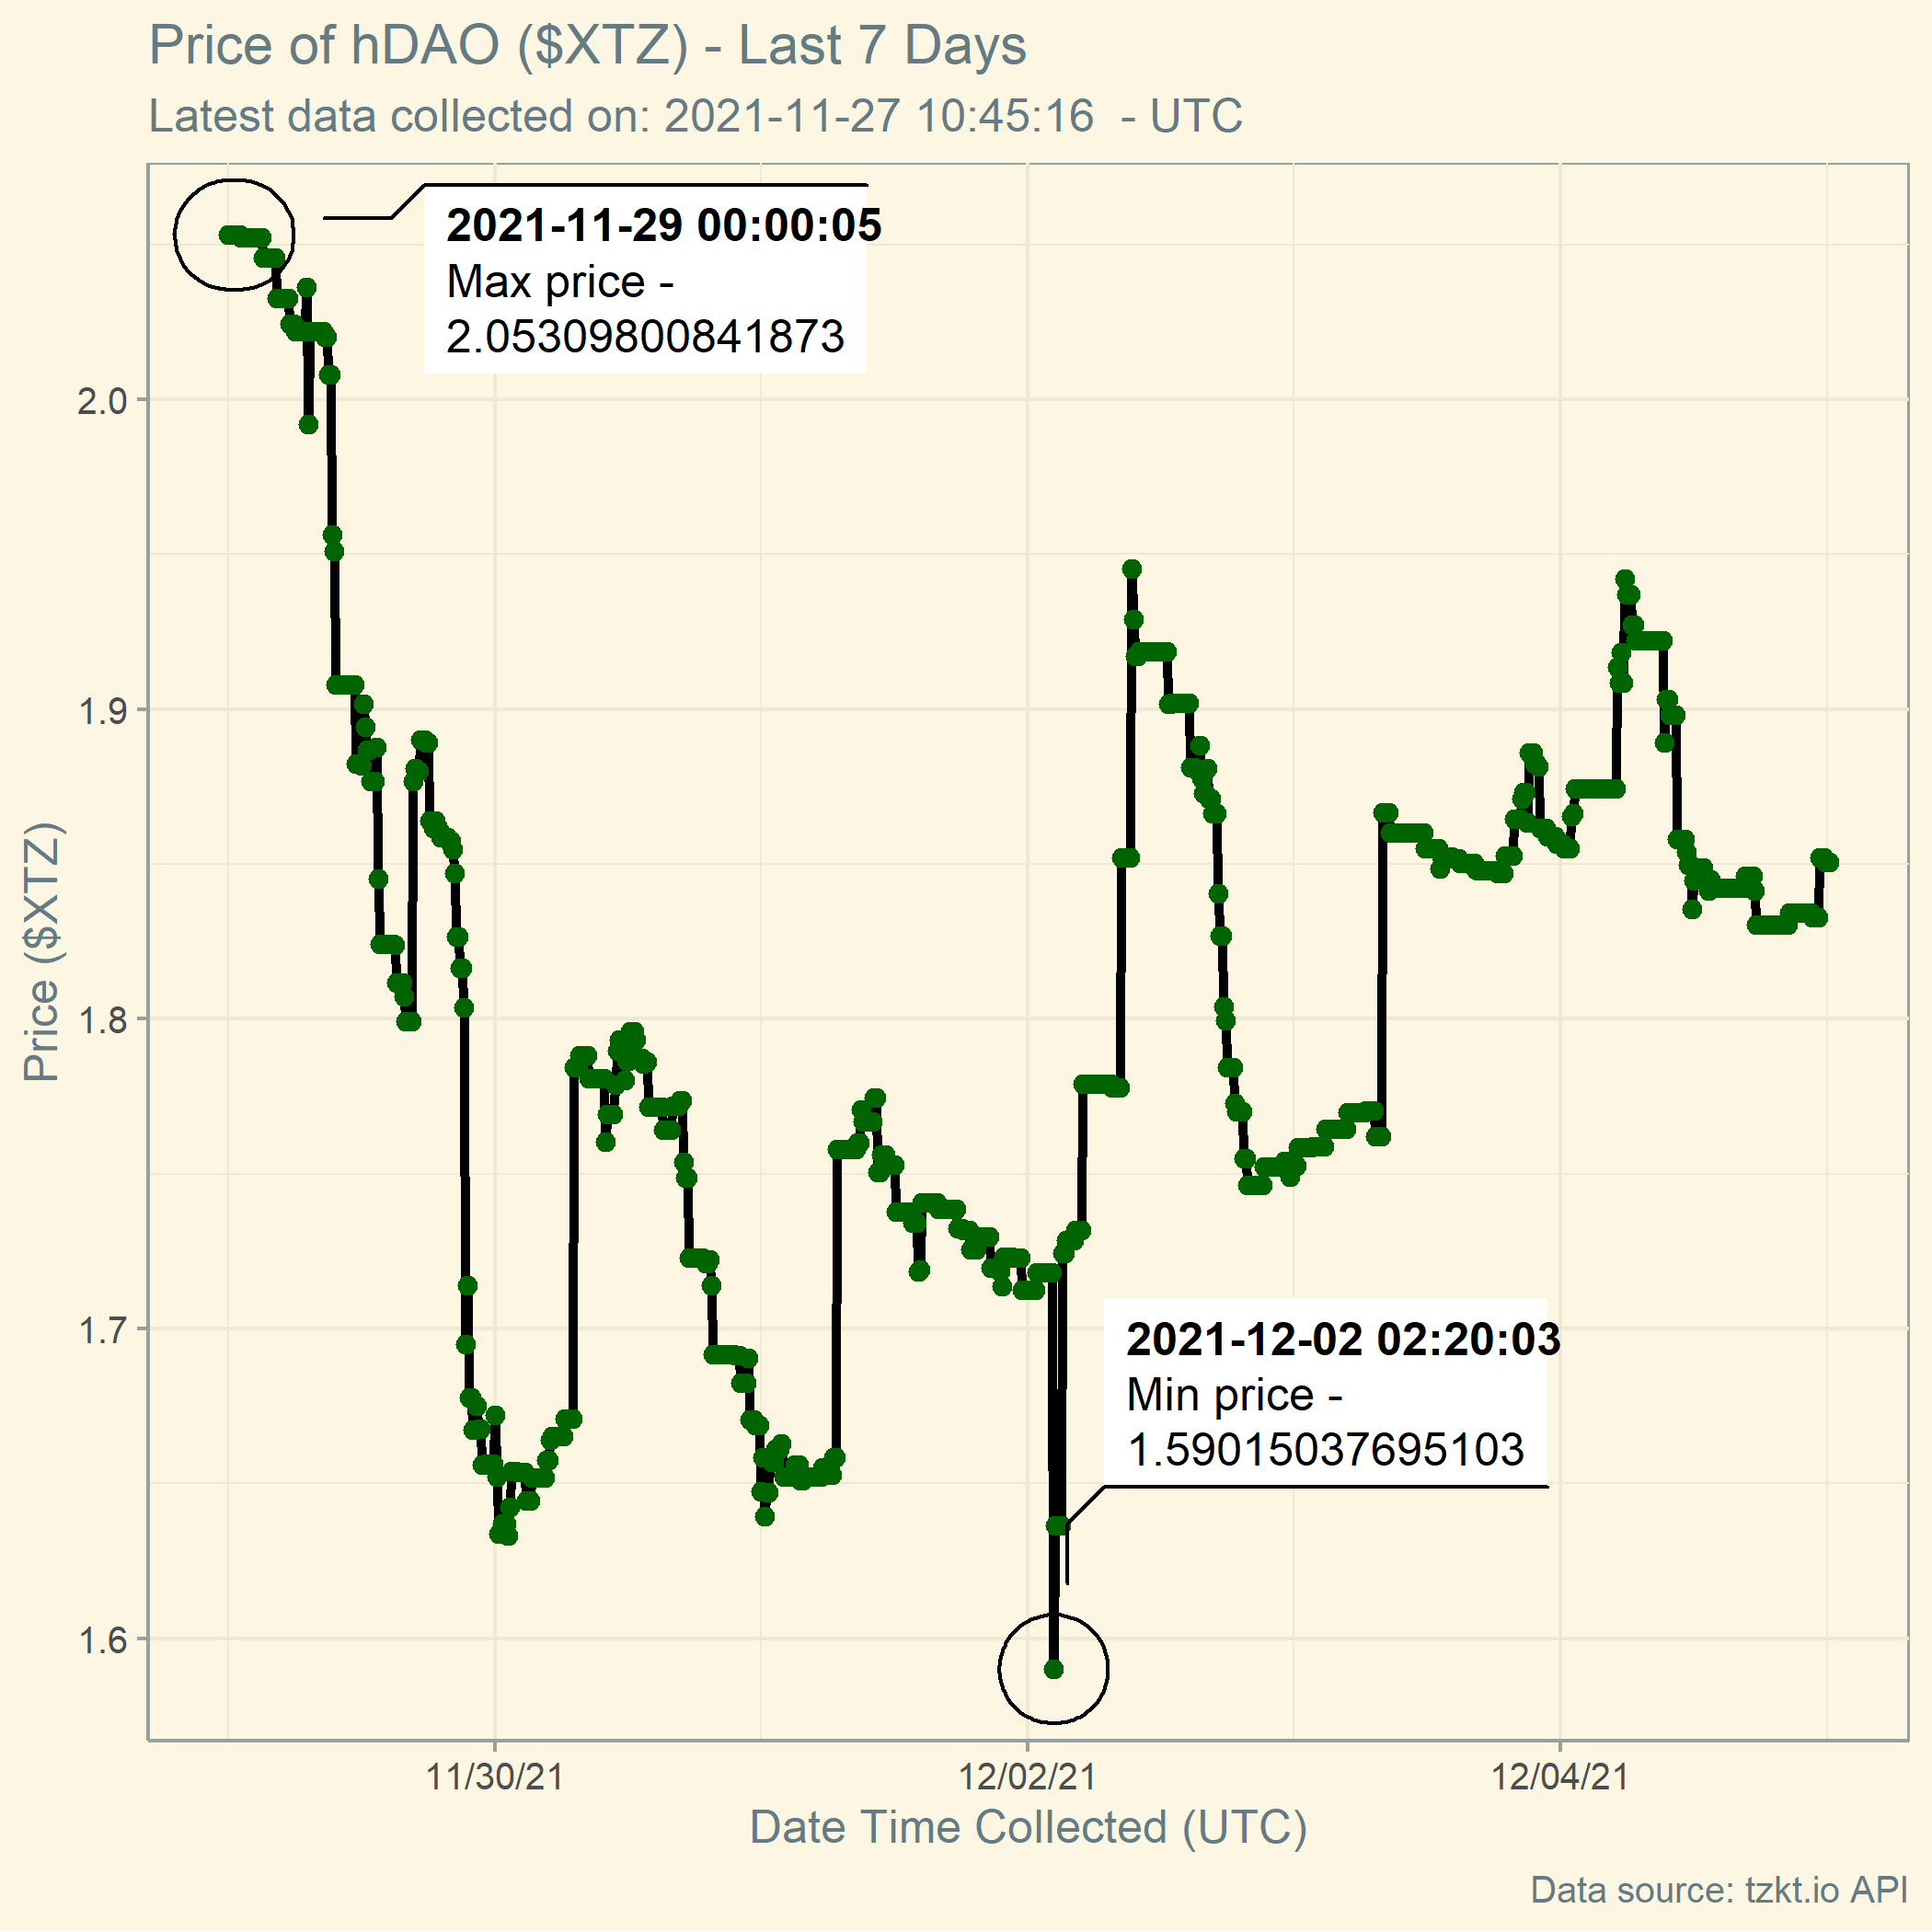 Price of hDAO ($XTZ) - Last 7 Days
Latest data collected on: 2021-11-27 10:45:16  - UTC
2021-11-29 00:00:05
Max price -
2.05309800841873
2.0
1.9
1.8
1.7
1.6
Price ($XTZ)
2021-12-02 02:20:03
Min price -
1.59015037695103
11/30/21
12/02/21
12/04/21
Date Time Collected (UTC)
Data source: tzkt.io API